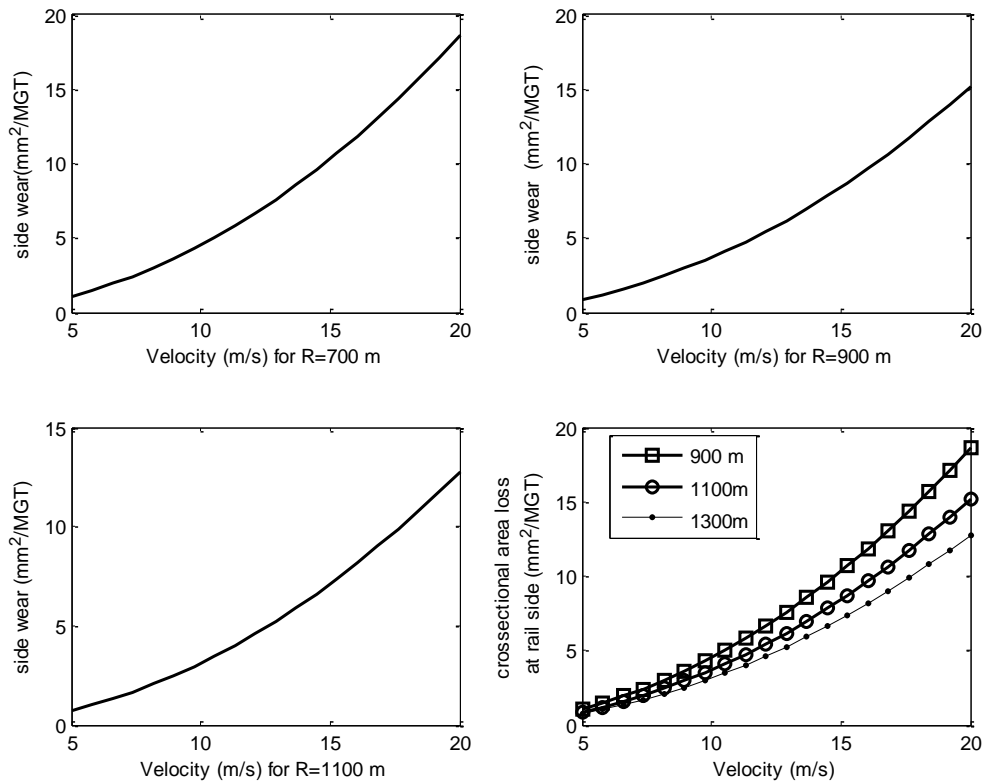 20
15
10
5
0
side wear(mm²/MGT)
5 10 15 20
Velocity (m/s) for R=700 m
20
15
10
5
0
side wear (mm²/MGT)
5 10 15 20
Velocity (m/s) for R=900 m
15
10
5
0
side wear (mm²/MGT)
5 10 15 20
Velocity (m/s) for R=1100 m
20
15
10
5
0
crossectional area loss
at rail side (mm²/MGT)
900 m
1100m
1300m
5 10 15 20
Velocity (m/s)